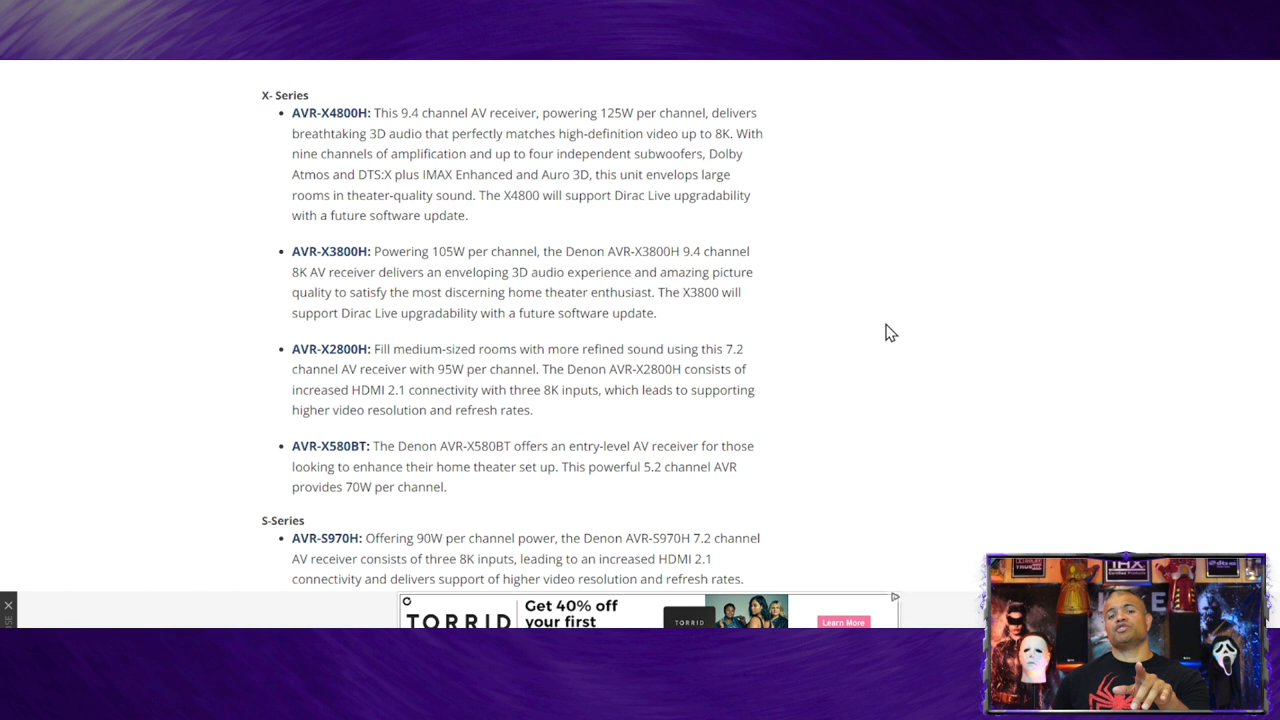 X- Series
• AVR-X4800H: This 9.4 channel AV receiver, powering 125W per channel, delivers
breathtaking 3D audio that perfectly matches high-definition video up to 8K. With
nine channels of amplification and up to four independent subwoofers, Dolby
Atmos and DTS:X plus IMAX Enhanced and Auro 3D, this unit envelops large
rooms in theater-quality sound. The X4800 will support Dirac Live upgradability
with a future software update.
• AVR-X3800H: Powering 105W per channel, the Denon AVR-X3800H 9.4 channel
8K AV receiver delivers an enveloping 3D audio experience and amazing picture
quality to satisfy the most discerning home theater enthusiast. The X3800 will
support Dirac Live upgradability with a future software update.
• AVR-X2800H: Fill medium-sized rooms with more refined sound using this 7.2
channel AV receiver with 95W per channel. The Denon AVR-X2800H consists of
increased HDMI 2.1 connectivity with three 8K inputs, which leads to supporting
higher video resolution and refresh rates.
• AVR-X580BT: The Denon AVR-X580BT offers an entry-level AV receiver for those
looking to enhance their home theater set up. This powerful 5.2 channel AVR
provides 70W per channel.
S-Series
• AVR-S970H: Offering 90W per channel power, the Denon AVR-S970H 7.2 channel
AV receiver consists of three 8K inputs, leading to an increased HDMI 2.1
connectivity and delivers support of higher video resolution and refresh rates.
TORRID
Get 40% off
your first
TORRID
Learn More
THX
dts